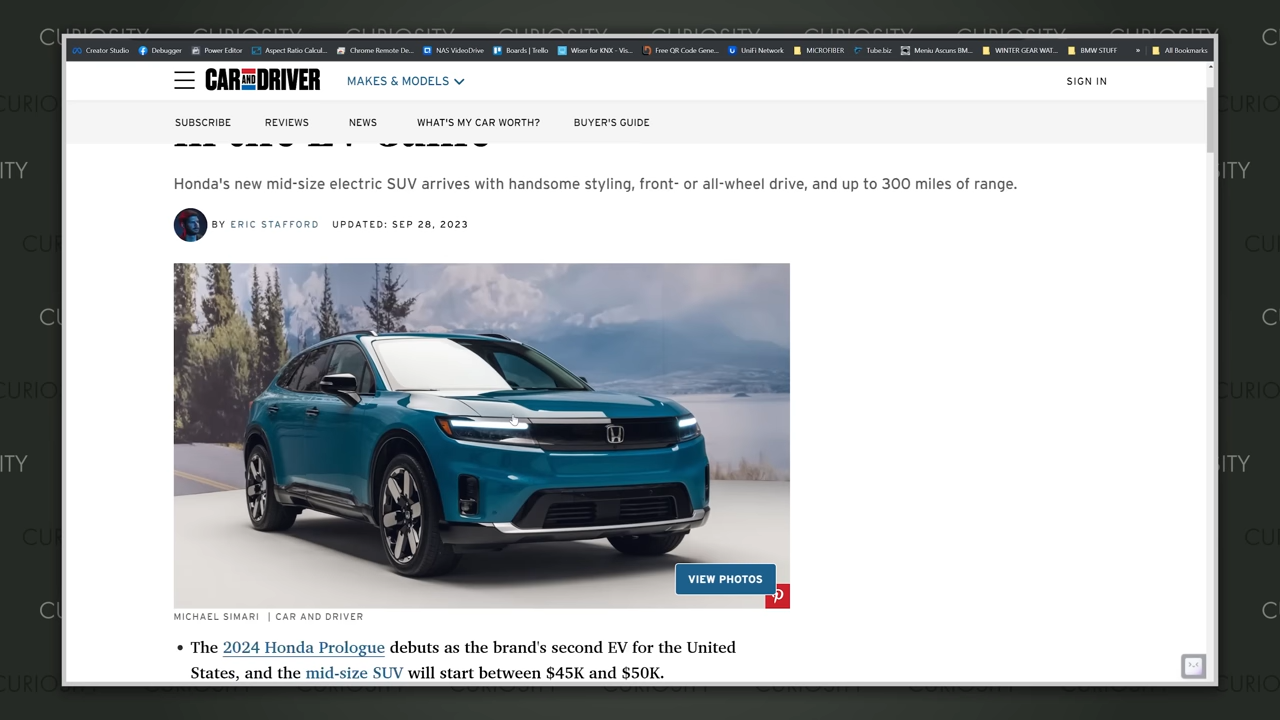 CURIOSITY CURIOSITY CURIOSITY CURIOSITY
Creator Studio Debugger Power Editor Aspect Ratio Calcul... Chrome Remote De... NAS VideoDrive Boards | Trello Wiser for KNX - Vis... Free QR Code Gene... UniFi Network MICROFIBER Tube.biz Meniu Ascuns BM... WINTER GEAR WAT... BMW STUFF » All Bookmarks
CAR AND DRIVER MAKES & MODELS SIGN IN
SUBSCRIBE REVIEWS NEWS WHAT'S MY CAR WORTH? BUYER'S GUIDE
Honda's new mid-size electric SUV arrives with handsome styling, front- or all-wheel drive, and up to 300 miles of range.
BY ERIC STAFFORD UPDATED: SEP 28, 2023
VIEW PHOTOS
MICHAEL SIMARI | CAR AND DRIVER
• The 2024 Honda Prologue debuts as the brand's second EV for the United
States, and the mid-size SUV will start between $45K and $50K.